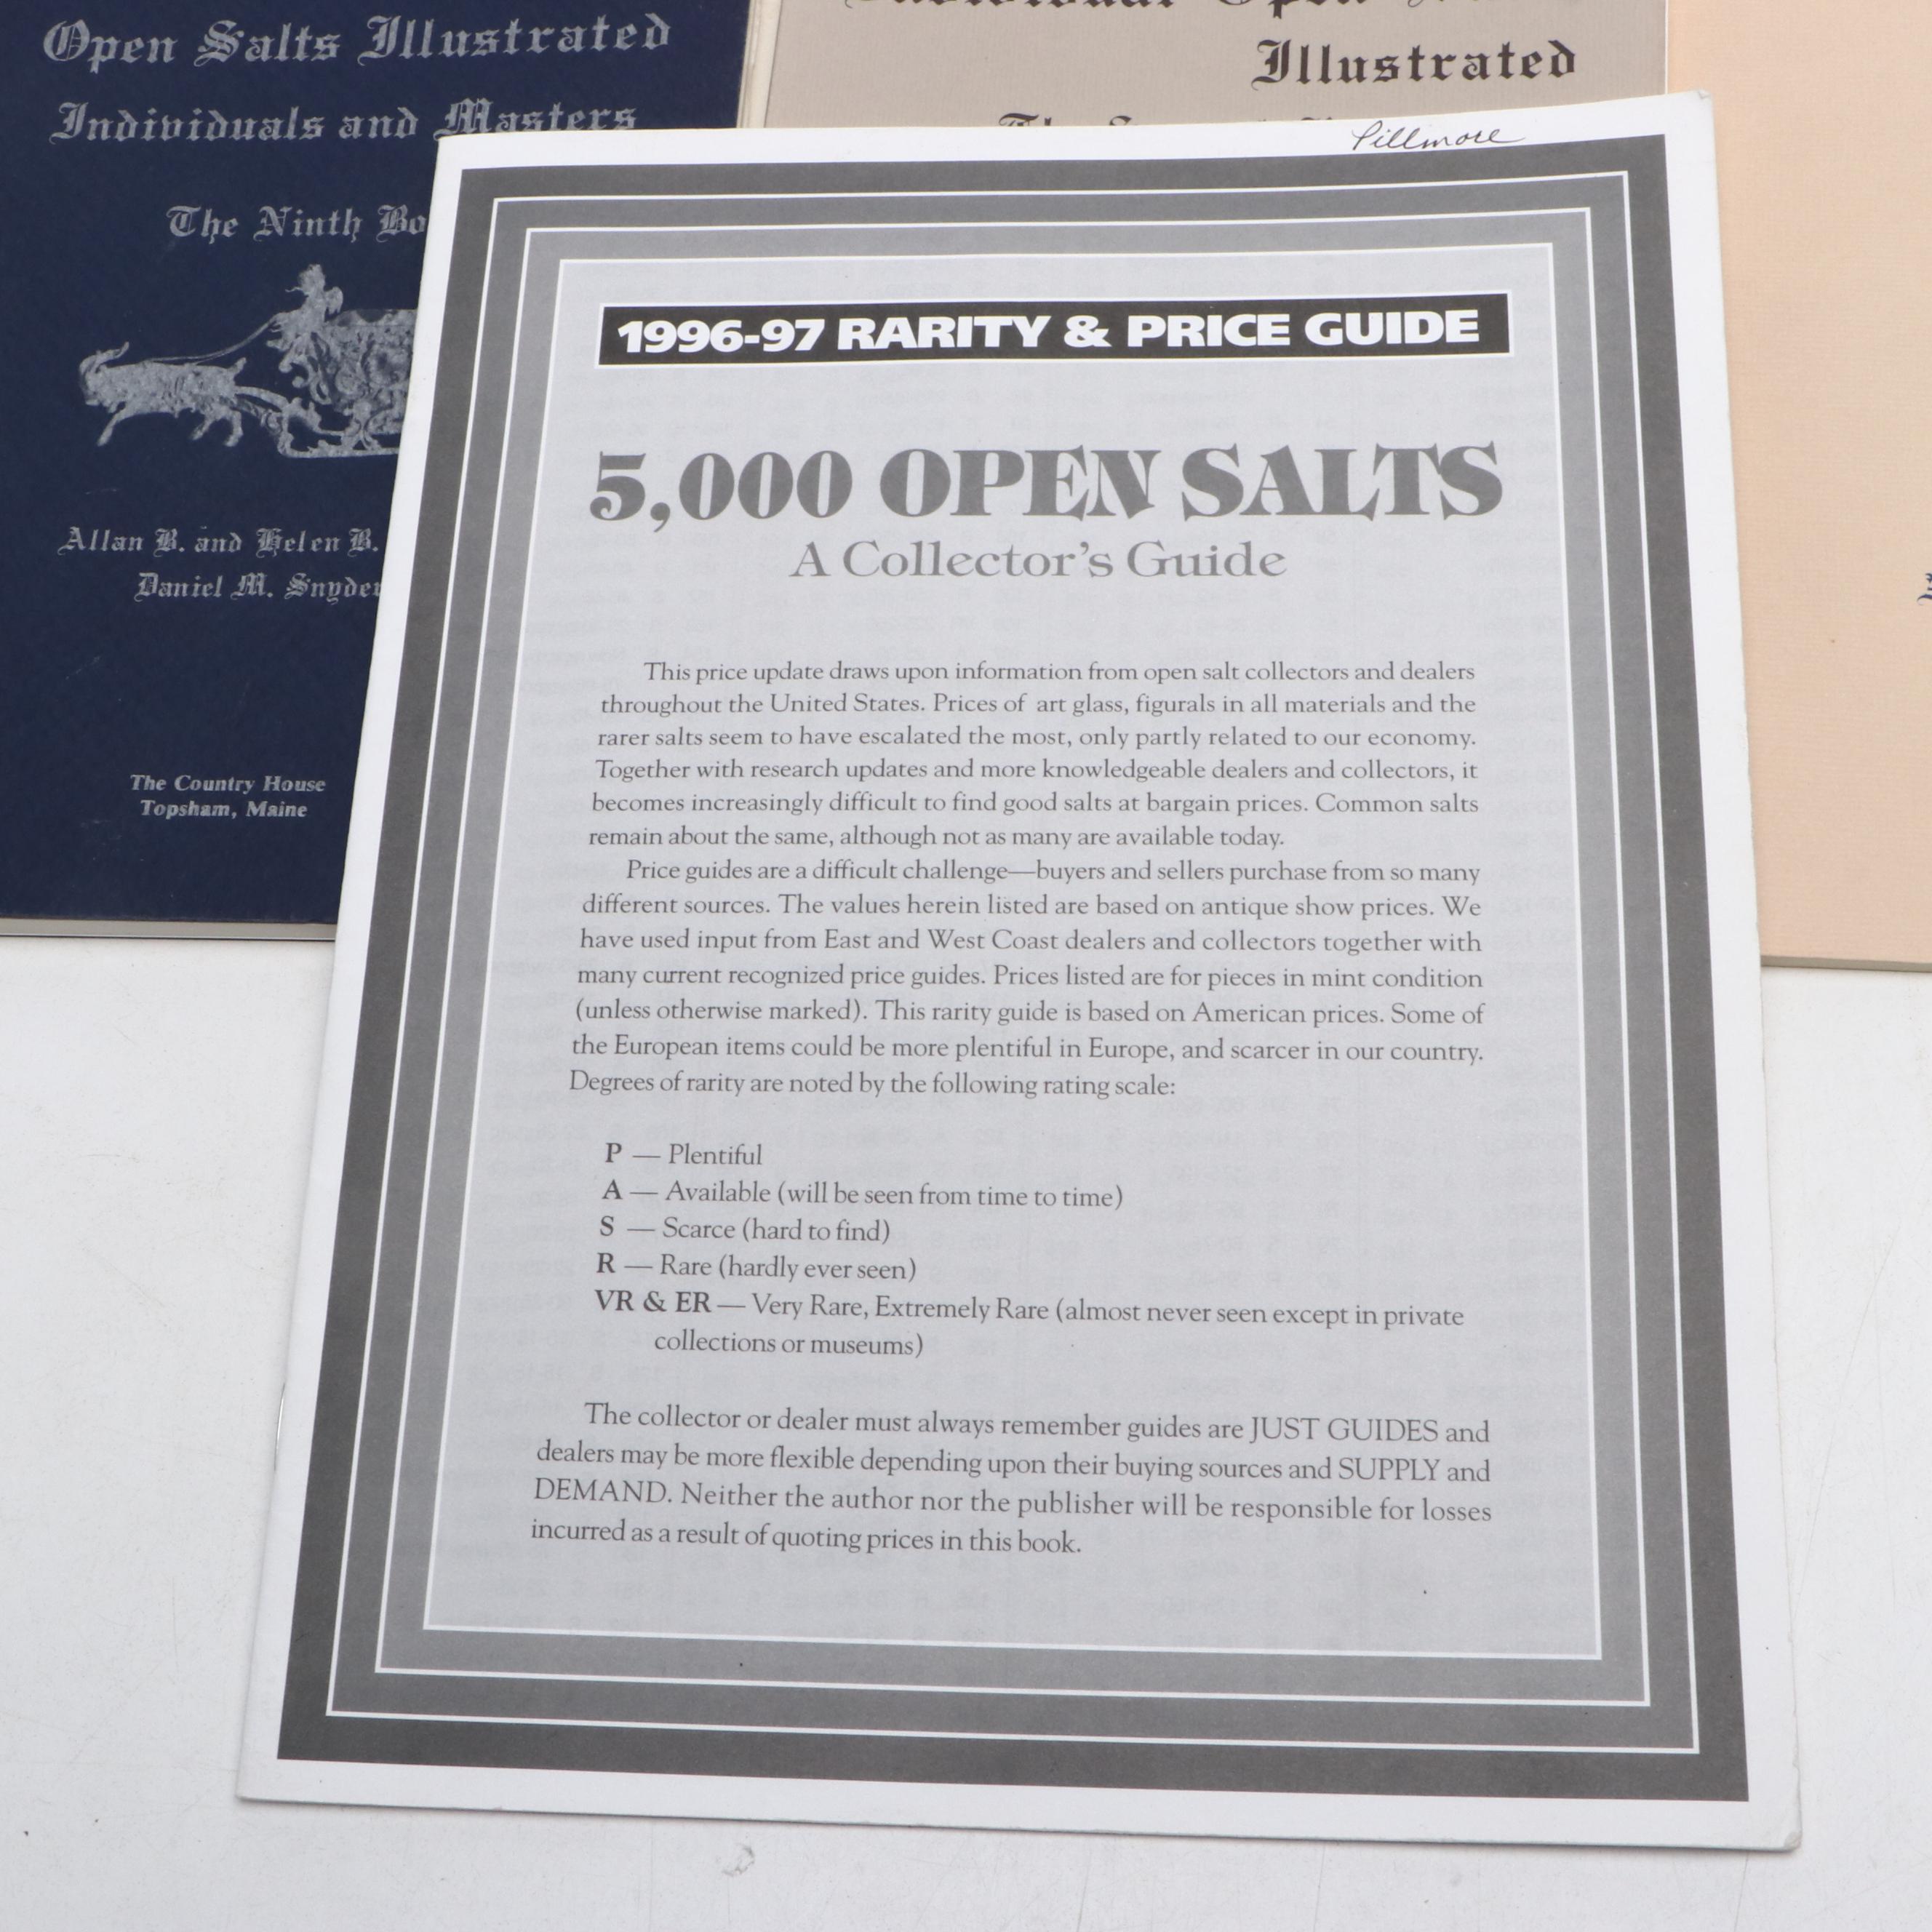 Open Salts Illustrated
Individuals and Masters
The Ninth
Allan B. and Helen B.
Daniel M. Snyder
The Country House
Topsham, Maine
Individual Open
Illustrated
1996-97 RARITY & PRICE GUIDE
5,000 OPEN SALTS
A Collector's Guide
This price update draws upon information from open salt collectors and dealers
throughout the United States. Prices of art glass, figurals in all materials and the
rarer salts seem to have escalated the most, only partly related to our economy.
Together with research updates and more knowledgeable dealers and collectors, it
becomes increasingly difficult to find good salts at bargain prices. Common salts
remain about the same, although not as many are available today.
Price guides are a difficult challenge—buyers and sellers purchase from so many
different sources. The values herein listed are based on antique show prices. We
have used input from East and West Coast dealers and collectors together with
many current recognized price guides. Prices listed are for pieces in mint condition
(unless otherwise marked). This rarity guide is based on American prices. Some of
the European items could be more plentiful in Europe, and scarcer in our country.
Degrees of rarity are noted by the following rating scale:
P — Plentiful
A — Available (will be seen from time to time)
S — Scarce (hard to find)
R — Rare (hardly ever seen)
VR & ER — Very Rare, Extremely Rare (almost never seen except in private
collections or museums)
The collector or dealer must always remember guides are JUST GUIDES and
dealers may be more flexible depending upon their buying sources and SUPPLY and
DEMAND. Neither the author nor the publisher will be responsible for losses
incurred as a result of quoting prices in this book.